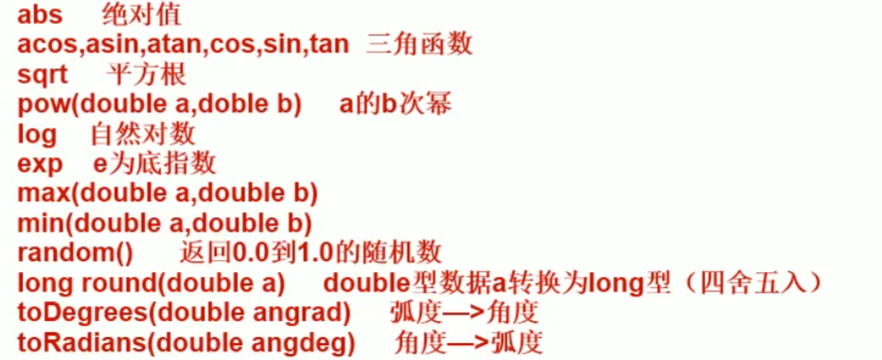 abs 绝对值
acos,asin,atan,cos,sin,tan 三角函数
sqrt 平方根
pow(double a,doble b) a的b次幂
log 自然对数
exp e为底指数
max(double a,double b)
min(double a,double b)
random() 返回0.0到1.0的随机数
long round(double a) double型数据a转换为long型（四舍五入）
toDegrees(double angrad) 弧度—>角度
toRadians(double angdeg) 角度—>弧度